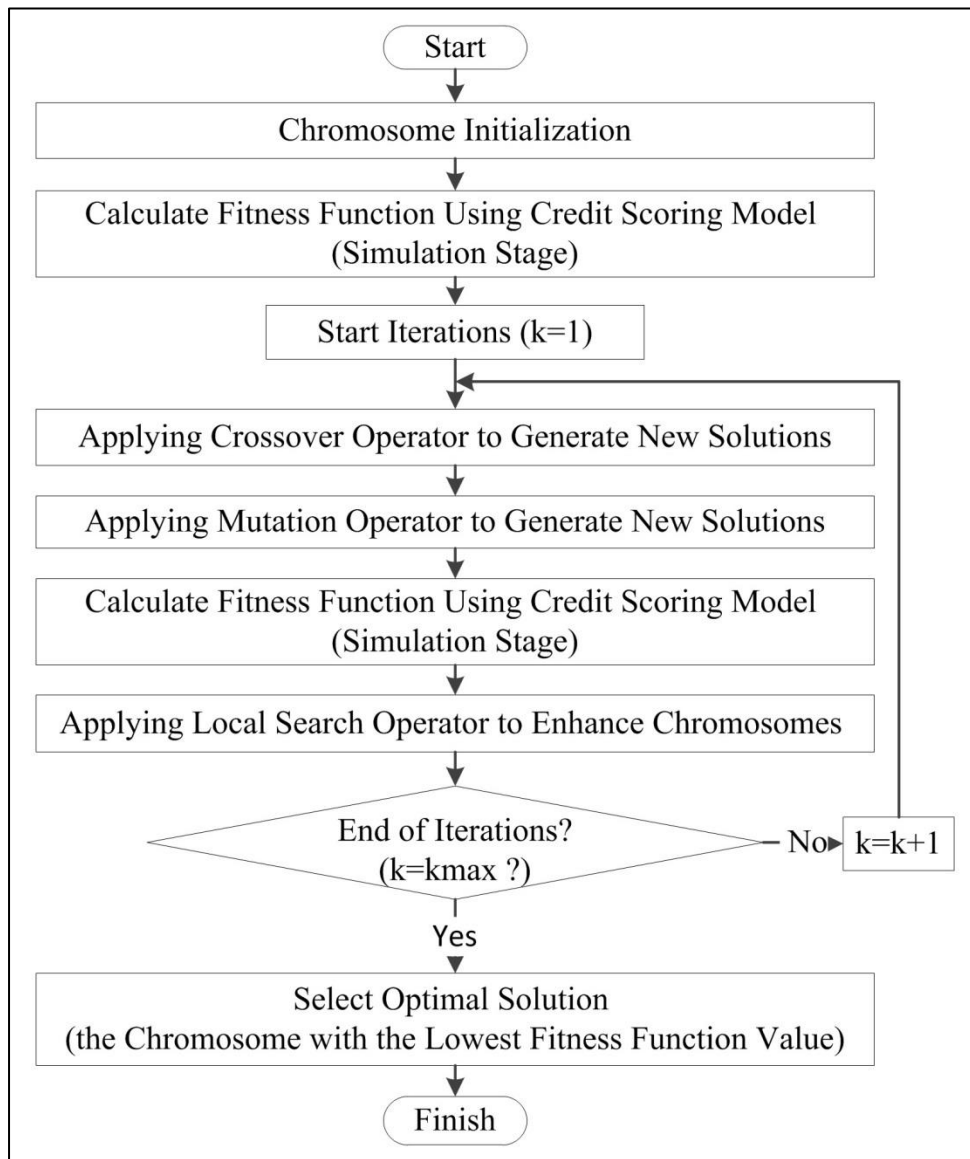 Start
Chromosome Initialization
Calculate Fitness Function Using Credit Scoring Model
(Simulation Stage)
Start Iterations (k=1)
Applying Crossover Operator to Generate New Solutions
Applying Mutation Operator to Generate New Solutions
Calculate Fitness Function Using Credit Scoring Model
(Simulation Stage)
Applying Local Search Operator to Enhance Chromosomes
End of Iterations?
(k=kmax ?)
No
k=k+1
Yes
Select Optimal Solution
(the Chromosome with the Lowest Fitness Function Value)
Finish